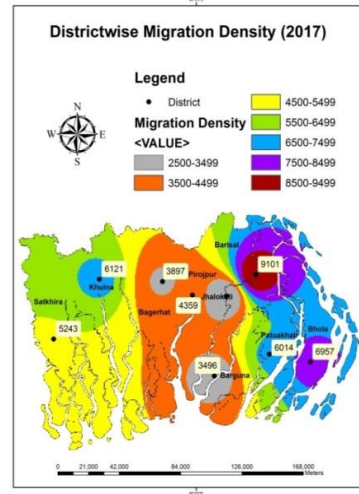 Districtwise Migration Density (2017)
Legend
District
Migration Density
<VALUE>
2500-3499
3500-4499
4500-5499
5500-6499
6500-7499
7500-8499
8500-9499
N
W
E
S
Barisal
6121
3897
Pirojpur
9101
Khulna
Satkhira
Jhalokati
4359
Bagerhat
5243
Patuakhali
Bhola
6014
6957
3496
Barguna
0 21,000 42,000 84,000 126,000 168,000
Meters